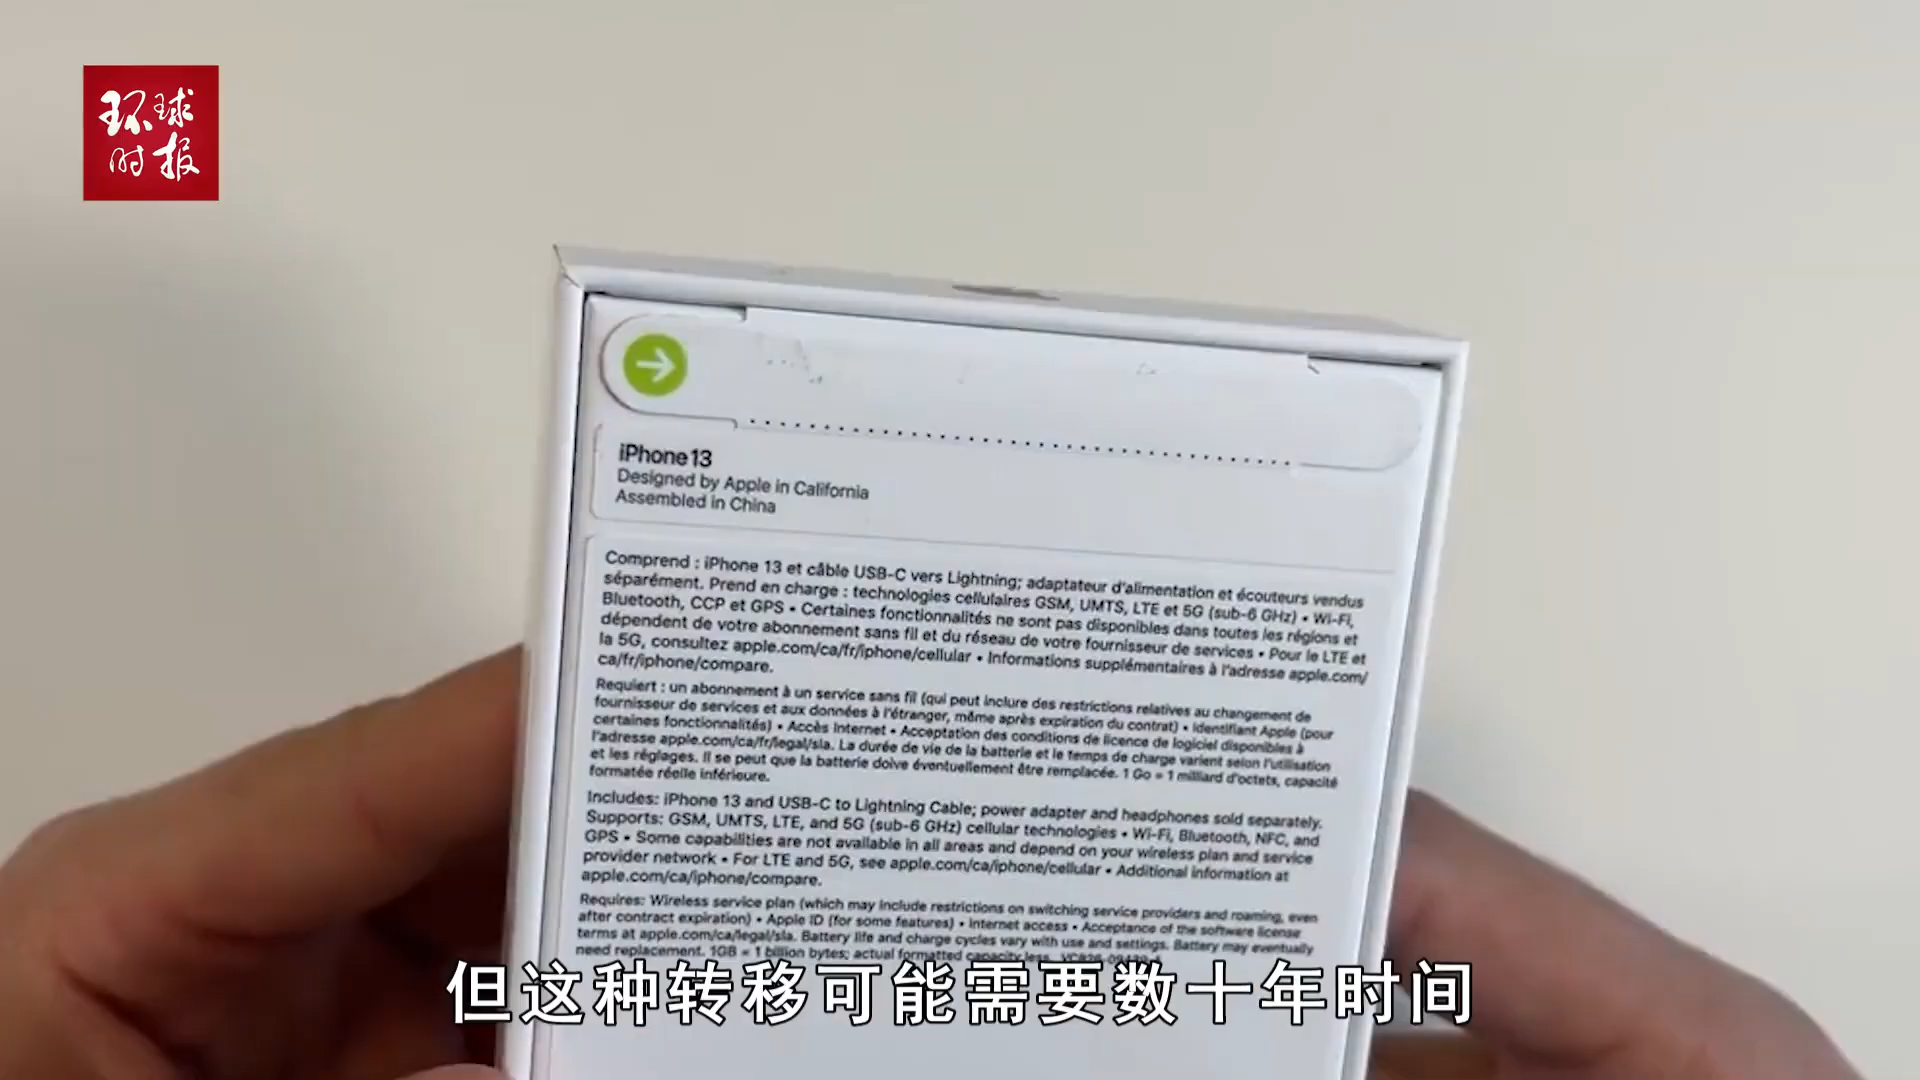 环球
时报
iPhone 13
Designed by Apple in California
Assembled in China
Comprend : iPhone 13 et câble USB-C vers Lightning; adaptateur d'alimentation et écouteurs vendus
séparément. Prend en charge : technologies cellulaires GSM, UMTS, LTE et 5G (sub-6 GHz) • Wi-Fi,
Bluetooth, CCP et GPS • Certaines fonctionnalités ne sont pas disponibles dans toutes les régions et
dépendent de votre abonnement sans fil et du réseau de votre fournisseur de services • Pour le LTE et
la 5G, consultez apple.com/ca/fr/iphone/cellular • Informations supplémentaires à l'adresse apple.com/
ca/fr/iphone/compare.
Requiert : un abonnement à un service sans fil (qui peut inclure des restrictions relatives au changement de
fournisseur de services et aux données à l'étranger, même après expiration du contrat) • Identifiant Apple (pour
certaines fonctionnalités) • Accès Internet • Acceptation des conditions de licence de logiciel disponibles à
l'adresse apple.com/ca/fr/legal/sla. La durée de vie de la batterie et le temps de charge varient selon l'utilisation
et les réglages. Il se peut que la batterie doive éventuellement être remplacée. 1 Go = 1 milliard d'octets, capacité
formatée réelle inférieure.
Includes: iPhone 13 and USB-C to Lightning Cable; power adapter and headphones sold separately.
Supports: GSM, UMTS, LTE, and 5G (sub-6 GHz) cellular technologies • Wi-Fi, Bluetooth, NFC, and
GPS • Some capabilities are not available in all areas and depend on your wireless plan and service
provider network • For LTE and 5G, see apple.com/ca/iphone/cellular • Additional information at
apple.com/ca/iphone/compare.
Requires: Wireless service plan (which may include restrictions on switching service providers and roaming, even
after contract expiration) • Apple ID (for some features) • Internet access • Acceptance of the software license
terms at apple.com/ca/legal/sla. Battery life and charge cycles vary with use and settings. Battery may eventually
need replacement. 1GB = 1 billion bytes; actual formatted capacity less.
但这种转移可能需要数十年时间